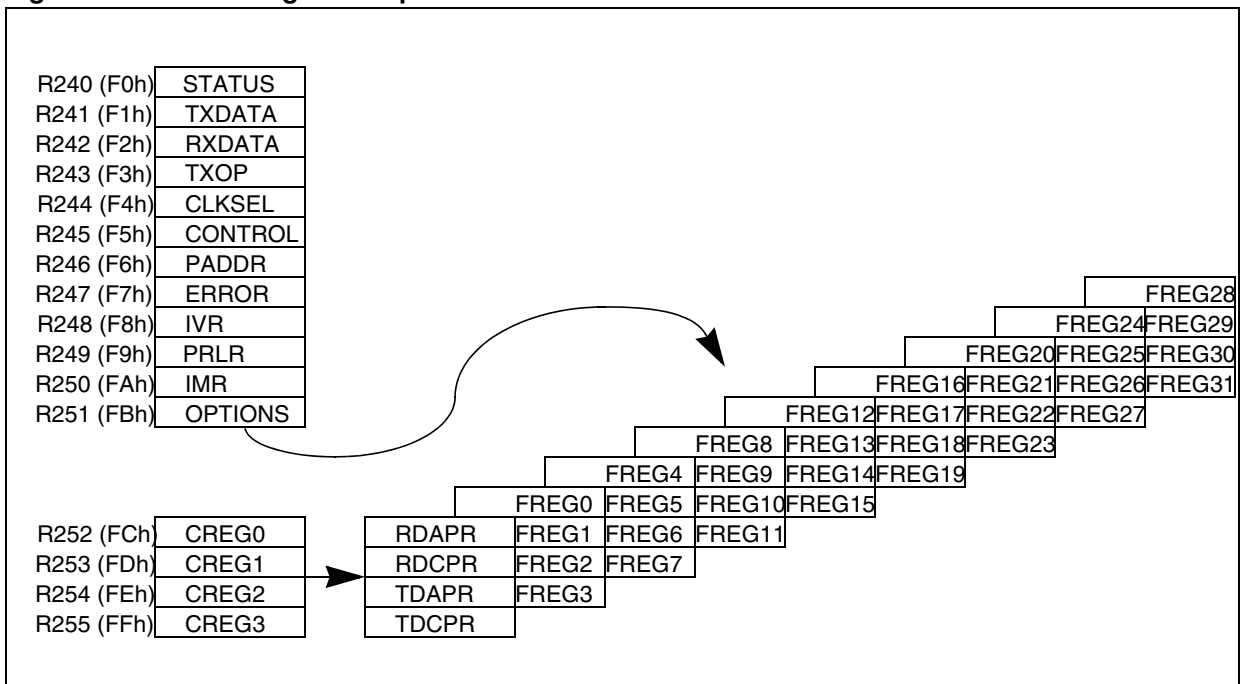 R240 (F0h) STATUS
R241 (F1h) TXDATA
R242 (F2h) RXDATA
R243 (F3h) TXOP
R244 (F4h) CLKSEL
R245 (F5h) CONTROL
R246 (F6h) PADDR
R247 (F7h) ERROR FREG28
R248 (F8h) IVR FREG24 FREG29
R249 (F9h) PRLR FREG20 FREG25 FREG30
R250 (FAh) IMR FREG16 FREG21 FREG26 FREG31
R251 (FBh) OPTIONS FREG12 FREG17 FREG22 FREG27
FREG8 FREG13 FREG18 FREG23
FREG4 FREG9 FREG14 FREG19
FREG0 FREG5 FREG10 FREG15
R252 (FCh) CREG0 RDAPR FREG1 FREG6 FREG11
R253 (FDh) CREG1 RDCPR FREG2 FREG7
R254 (FEh) CREG2 TDAPR FREG3
R255 (FFh) CREG3 TDCPR